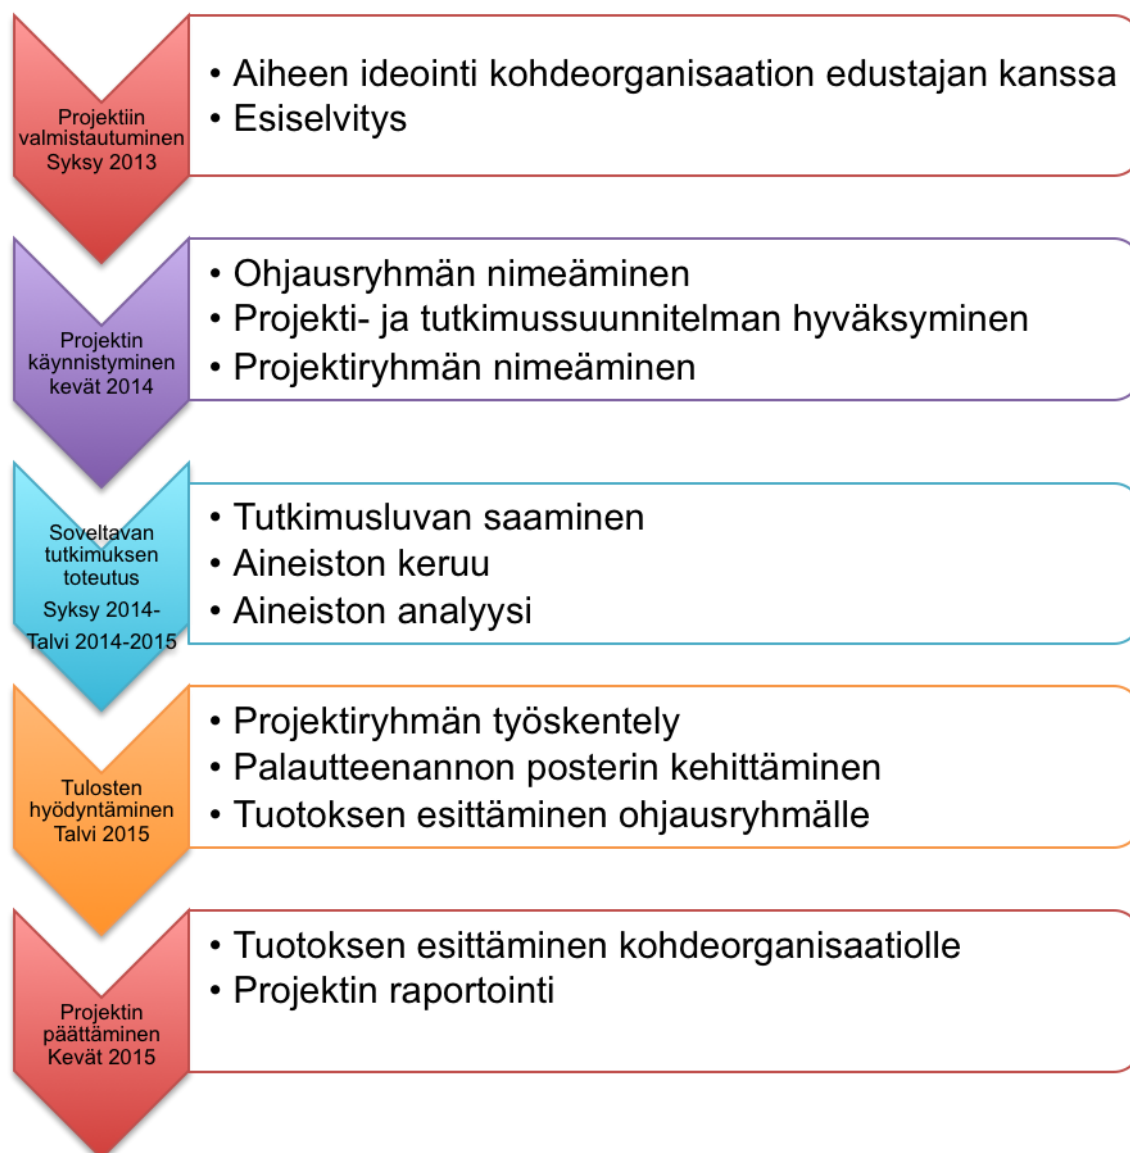 Projektiin
valmistautuminen
Syksy 2013
• Aiheen ideointi kohdeorganisaation edustajan kanssa
• Esiselvitys
Projektin
käynnistyminen
kevät 2014
• Ohjausryhmän nimeäminen
• Projekti- ja tutkimussuunnitelman hyväksyminen
• Projektiryhmän nimeäminen
Soveltavan
tutkimuksen
toteutus
Syksy 2014-
Talvi 2014-2015
• Tutkimusluvan saaminen
• Aineiston keruu
• Aineiston analyysi
Tulosten
hyödyntäminen
Talvi 2015
• Projektiryhmän työskentely
• Palautteenannon posterin kehittäminen
• Tuotoksen esittäminen ohjausryhmälle
Projektin
päättäminen
Kevät 2015
• Tuotoksen esittäminen kohdeorganisaatiolle
• Projektin raportointi